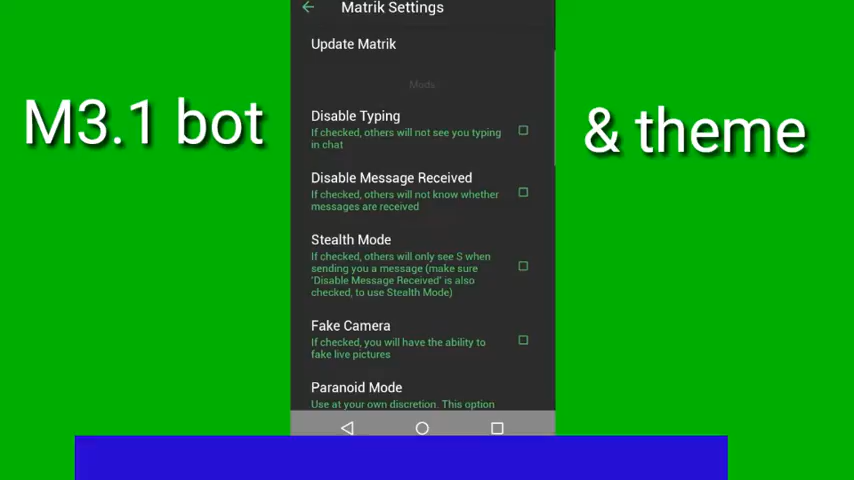 Matrik Settings
Update Matrik
Mods
M3.1 bot
& theme
Disable Typing
If checked, others will not see you typing
in chat
Disable Message Received
If checked, others will not know whether
messages are received
Stealth Mode
If checked, others will only see S when
sending you a message (make sure
'Disable Message Received' is also
checked, to use Stealth Mode)
Fake Camera
If checked, you will have the ability to
fake live pictures
Paranoid Mode
Use at your own discretion. This option